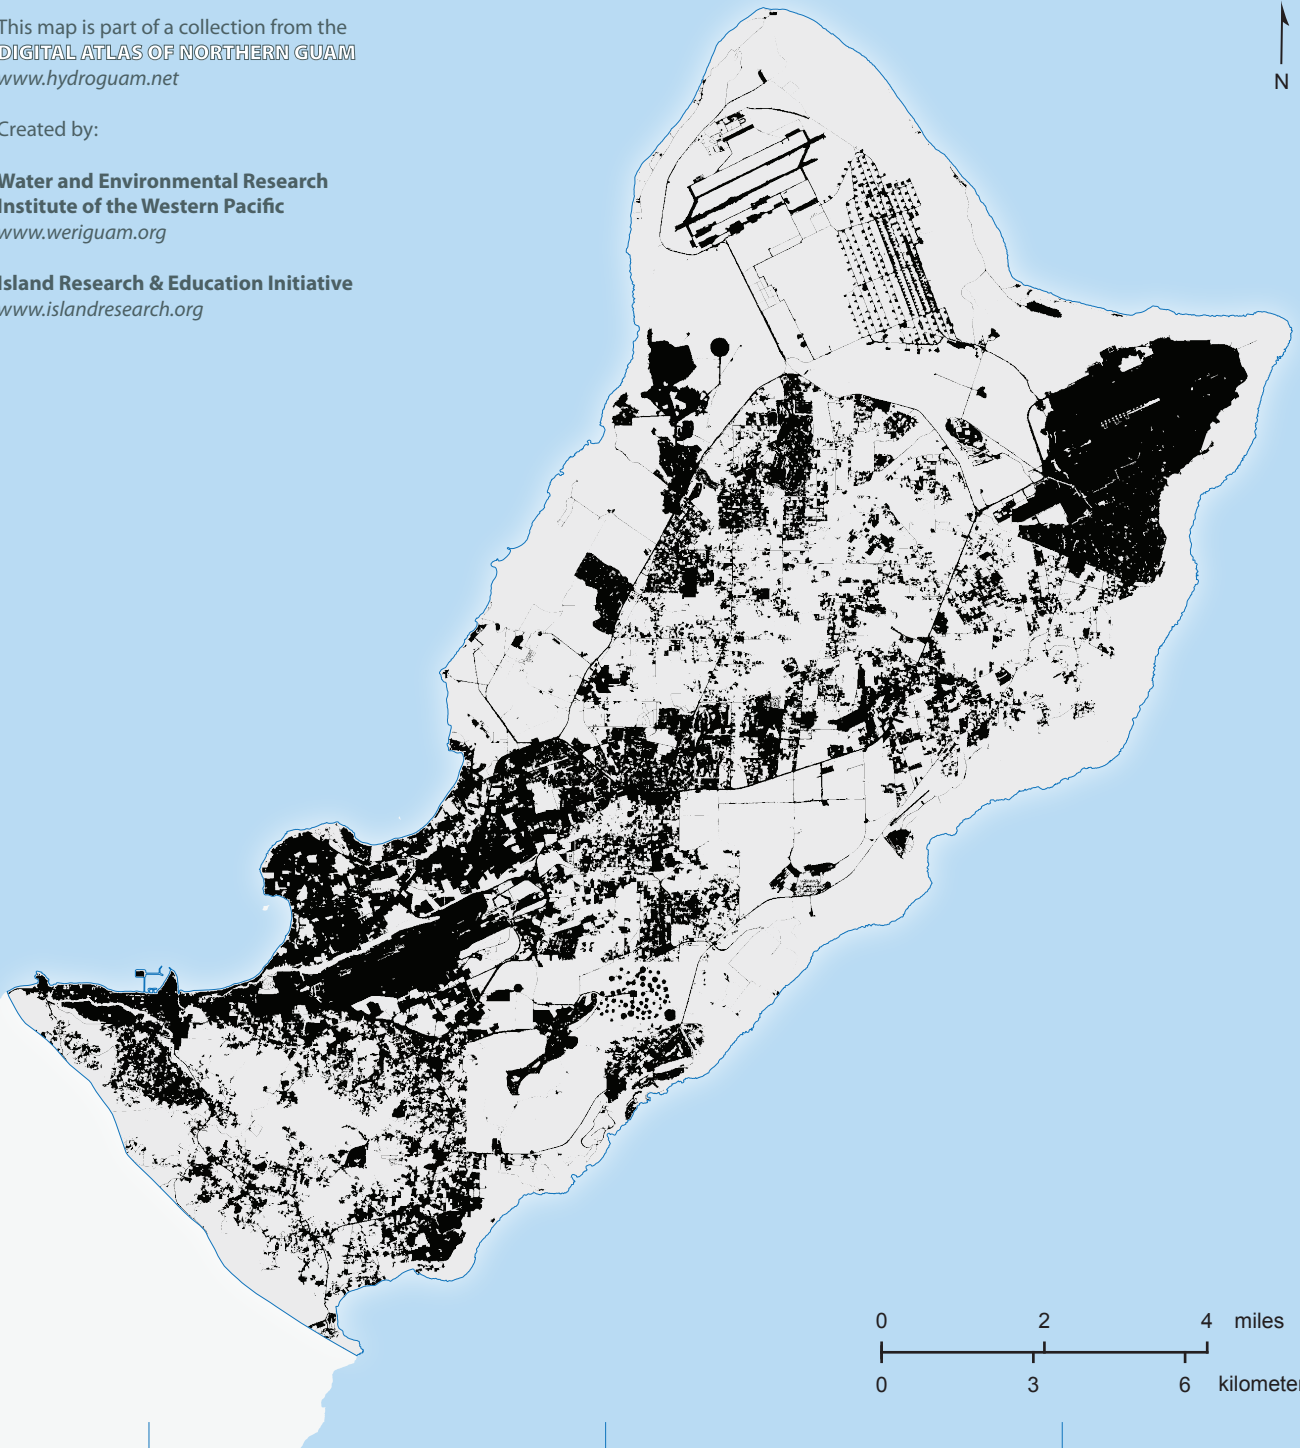 This map is part of a collection from the
DIGITAL ATLAS OF NORTHERN GUAM
www.hydroguam.net
Created by:
Water and Environmental Research
Institute of the Western Pacific
www.weriguam.org
Island Research & Education Initiative
www.islandresearch.org
N
0 2 4 miles
0 3 6 kilometer